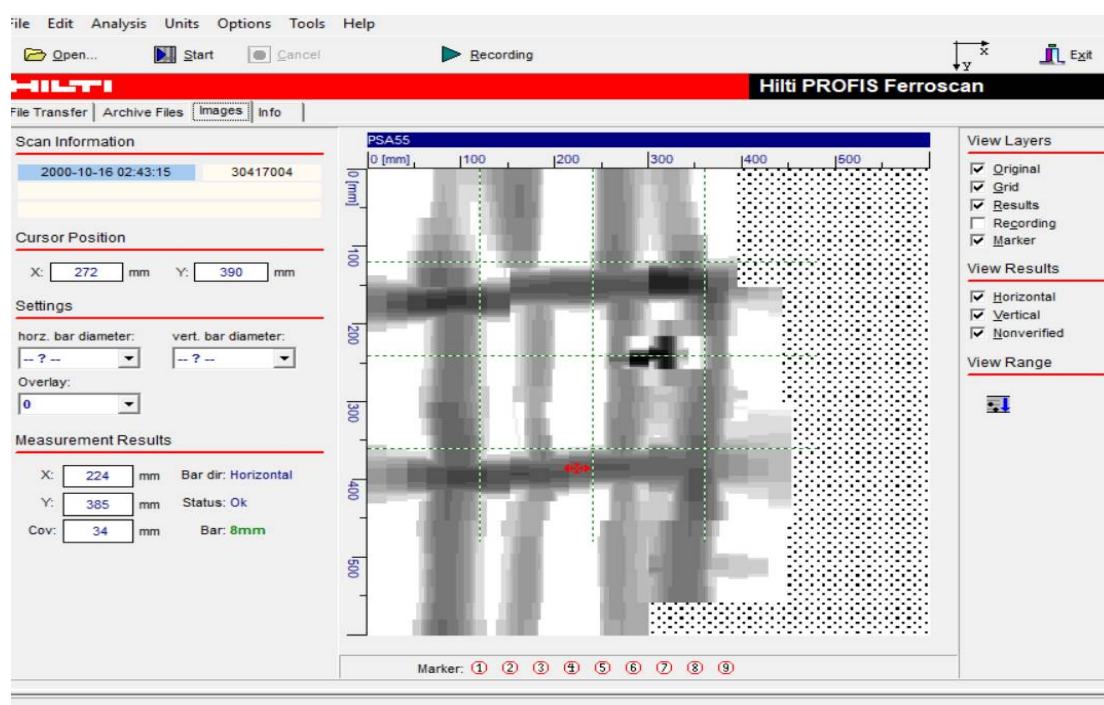 File Edit Analysis Units Options Tools Help
Open... Start Cancel Recording x y Exit
HILTI Hilti PROFIS Ferroscan
File Transfer Archive Files Images Info
Scan Information
2000-10-16 02:43:15 30417004
Cursor Position
X: 272 mm Y: 390 mm
Settings
horz. bar diameter: vert. bar diameter:
-- ? -- -- ? --
Overlay:
0
Measurement Results
X: 224 mm Bar dir: Horizontal
Y: 385 mm Status: Ok
Cov: 34 mm Bar: 8mm
PSA55
0 [mm] 100 200 300 400 500
0 [mm] 100 200 300 400 500
Marker: ① ② ③ ④ ⑤ ⑥ ⑦ ⑧ ⑨
View Layers
Original
Grid
Results
Recording
Marker
View Results
Horizontal
Vertical
Nonverified
View Range